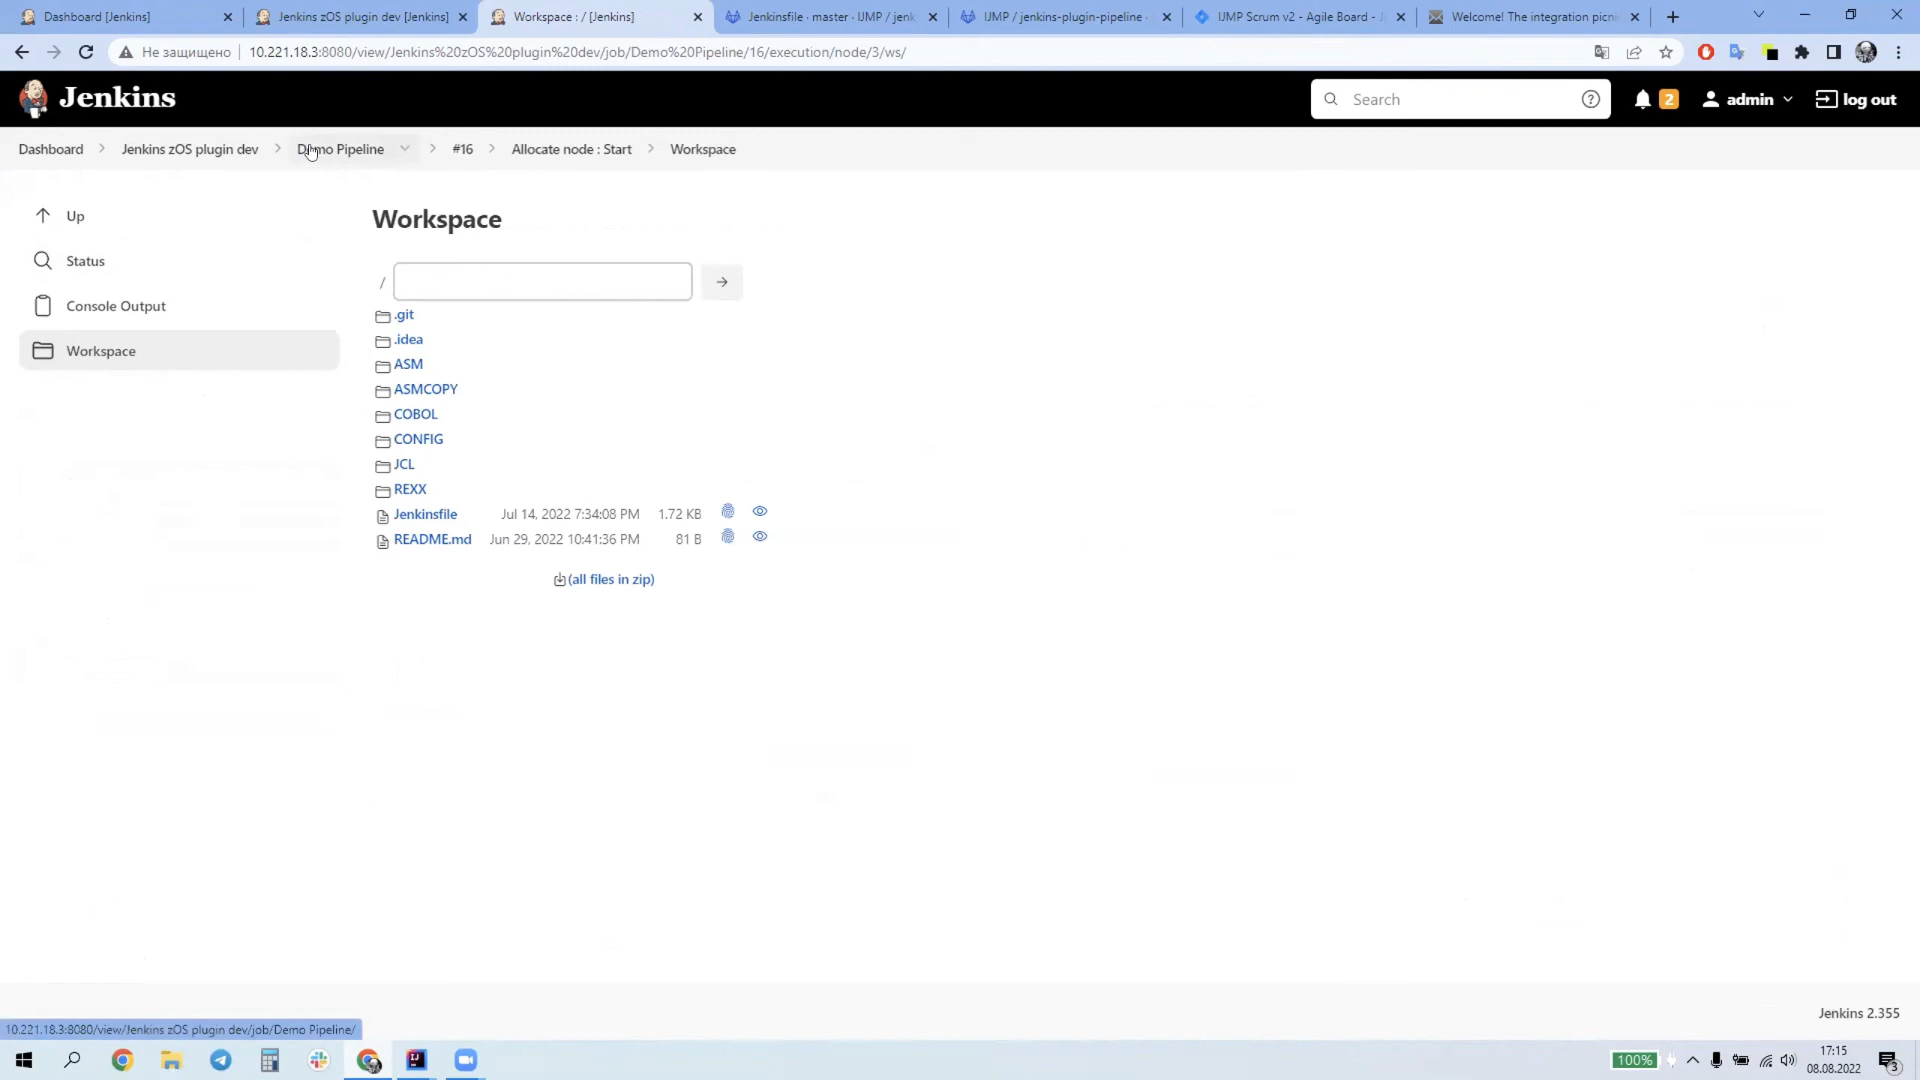 Dashboard [Jenkins]
Jenkins zOS plugin dev [Jenkins]
Workspace : / [Jenkins]
Jenkinsfile · master · IJMP / jenk
IJMP / jenkins-plugin-pipeline ·
IJMP Scrum v2 - Agile Board - J
Welcome! The integration picni
Не защищено
10.221.18.3:8080/view/Jenkins%20zOS%20plugin%20dev/job/Demo%20Pipeline/16/execution/node/3/ws/
Jenkins
Search
2
admin
log out
Dashboard
Jenkins zOS plugin dev
Demo Pipeline
#16
Allocate node : Start
Workspace
Up
Status
Console Output
Workspace
Workspace
/
.git
.idea
ASM
ASMCOPY
COBOL
CONFIG
JCL
REXX
Jenkinsfile Jul 14, 2022 7:34:08 PM 1.72 KB
README.md Jun 29, 2022 10:41:36 PM 81 B
(all files in zip)
Jenkins 2.355
10.221.18.3:8080/view/Jenkins zOS plugin dev/job/Demo Pipeline/
100%
17:15
08.08.2022
3